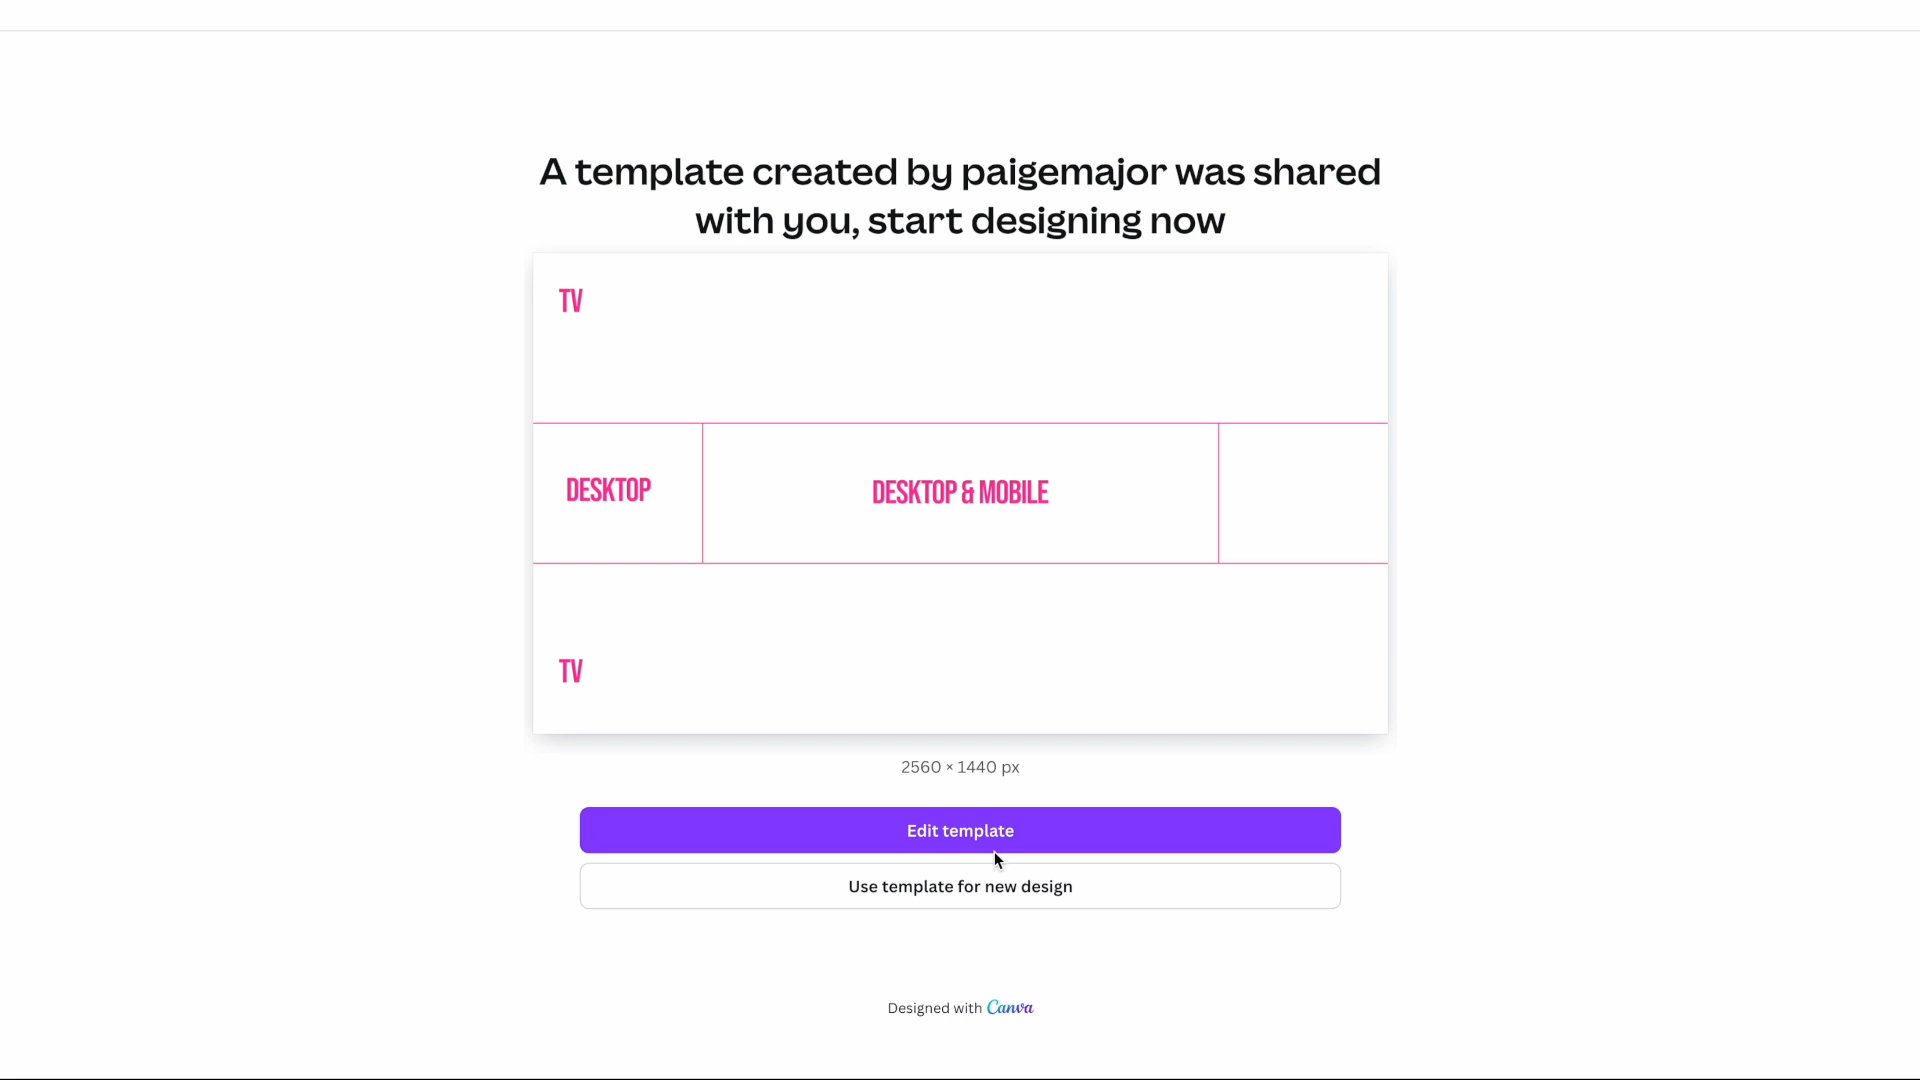 A template created by paigemajor was shared
with you, start designing now
TV
DESKTOP
DESKTOP & MOBILE
TV
2560 × 1440 px
Edit template
Use template for new design
Designed with Canva